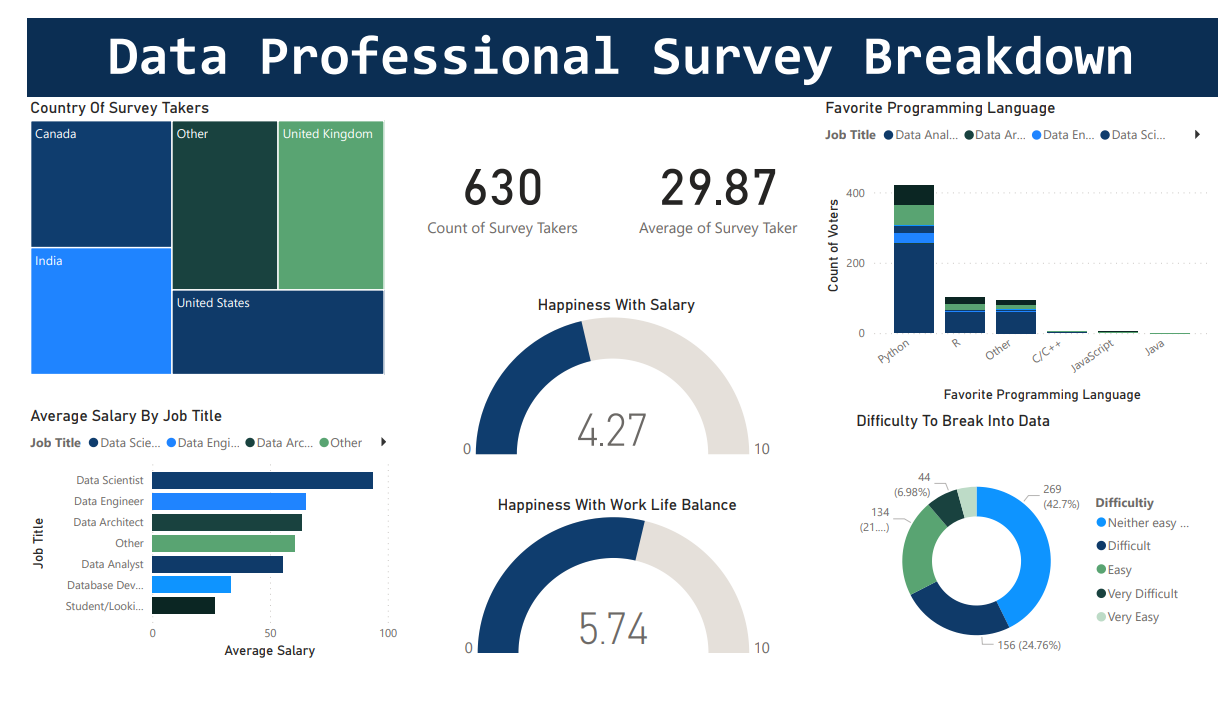 Data Professional Survey Breakdown
Country Of Survey Takers
Canada
Other
United Kingdom
India
United States
630
Count of Survey Takers
29.87
Average of Survey Taker
Favorite Programming Language
Job Title Data Anal... Data Ar... Data En... Data Sci...
Count of Voters
400
200
0
Python
R
Other
C/C++
JavaScript
Java
Favorite Programming Language
Happiness With Salary
4.27
0
10
Average Salary By Job Title
Job Title Data Scie... Data Engi... Data Arc... Other
Job Title
Data Scientist
Data Engineer
Data Architect
Other
Data Analyst
Database Dev...
Student/Looki...
0
50
100
Average Salary
Happiness With Work Life Balance
5.74
0
10
Difficulty To Break Into Data
44
(6.98%)
269
(42.7%)
134
(21....)
156 (24.76%)
Difficultiy
Neither easy ...
Difficult
Easy
Very Difficult
Very Easy